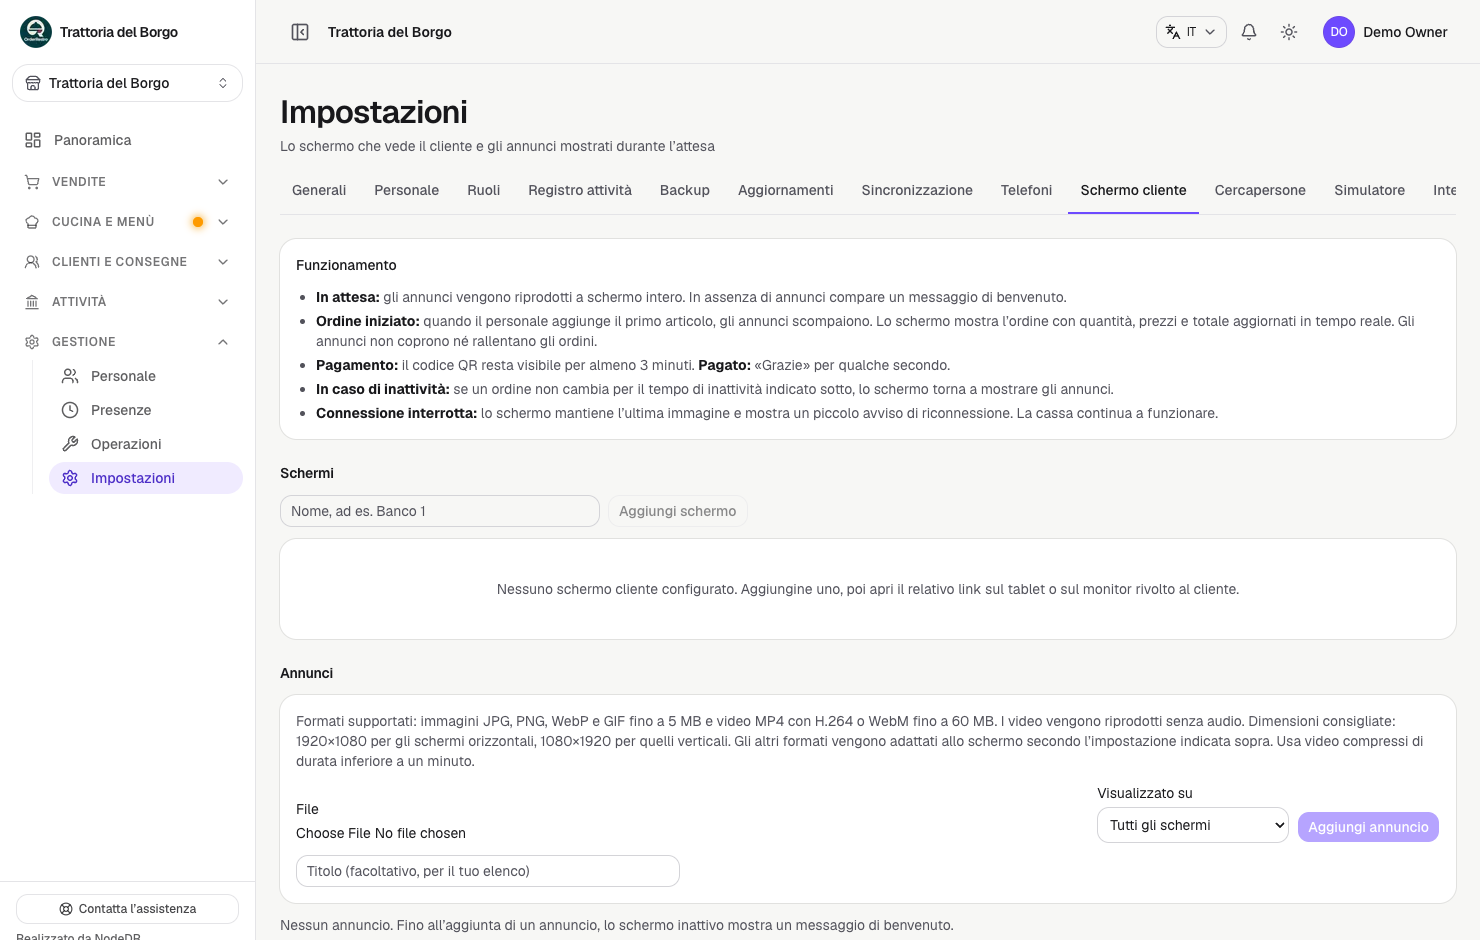 Trattoria del Borgo
Trattoria del Borgo
Panoramica
VENDITE
CUCINA E MENÙ
CLIENTI E CONSEGNE
ATTIVITÀ
GESTIONE
Personale
Presenze
Operazioni
Impostazioni
Contatta l’assistenza
Realizzato da NodeDR
Trattoria del Borgo
IT
DO
Demo Owner
Impostazioni
Lo schermo che vede il cliente e gli annunci mostrati durante l’attesa
Generali Personale Ruoli Registro attività Backup Aggiornamenti Sincronizzazione Telefoni Schermo cliente Cercapersone Simulatore Inte
Funzionamento
• In attesa: gli annunci vengono riprodotti a schermo intero. In assenza di annunci compare un messaggio di benvenuto.
• Ordine iniziato: quando il personale aggiunge il primo articolo, gli annunci scompaiono. Lo schermo mostra l’ordine con quantità, prezzi e totale aggiornati in tempo reale. Gli
annunci non coprono né rallentano gli ordini.
• Pagamento: il codice QR resta visibile per almeno 3 minuti. Pagato: «Grazie» per qualche secondo.
• In caso di inattività: se un ordine non cambia per il tempo di inattività indicato sotto, lo schermo torna a mostrare gli annunci.
• Connessione interrotta: lo schermo mantiene l’ultima immagine e mostra un piccolo avviso di riconnessione. La cassa continua a funzionare.
Schermi
Nome, ad es. Banco 1
Aggiungi schermo
Nessuno schermo cliente configurato. Aggiungine uno, poi apri il relativo link sul tablet o sul monitor rivolto al cliente.
Annunci
Formati supportati: immagini JPG, PNG, WebP e GIF fino a 5 MB e video MP4 con H.264 o WebM fino a 60 MB. I video vengono riprodotti senza audio. Dimensioni consigliate:
1920×1080 per gli schermi orizzontali, 1080×1920 per quelli verticali. Gli altri formati vengono adattati allo schermo secondo l’impostazione indicata sopra. Usa video compressi di
durata inferiore a un minuto.
File
Choose File No file chosen
Titolo (facoltativo, per il tuo elenco)
Visualizzato su
Tutti gli schermi
Aggiungi annuncio
Nessun annuncio. Fino all’aggiunta di un annuncio, lo schermo inattivo mostra un messaggio di benvenuto.